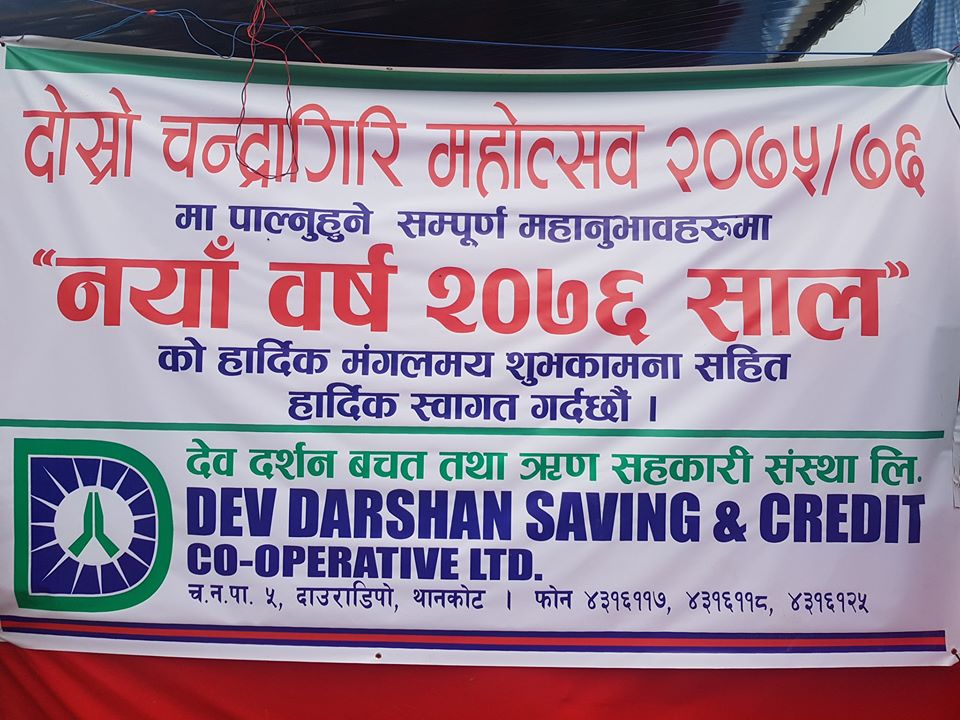 दोस्रो चन्द्रागिरि महोत्सव २०७५/७६
मा पाल्नुहुने सम्पूर्ण महानुभावहरुमा
“नयाँ वर्ष २०७६ साल”
को हार्दिक मंगलमय शुभकामना सहित
हार्दिक स्वागत गर्दछौं ।
देव दर्शन बचत तथा ऋण सहकारी संस्था लि.
DEV DARSHAN SAVING & CREDIT
CO-OPERATIVE LTD.
च.न.पा. ५, दाउराडिपो, थानकोट । फोन ४३१६११७, ४३१६११८, ४३१६१२५